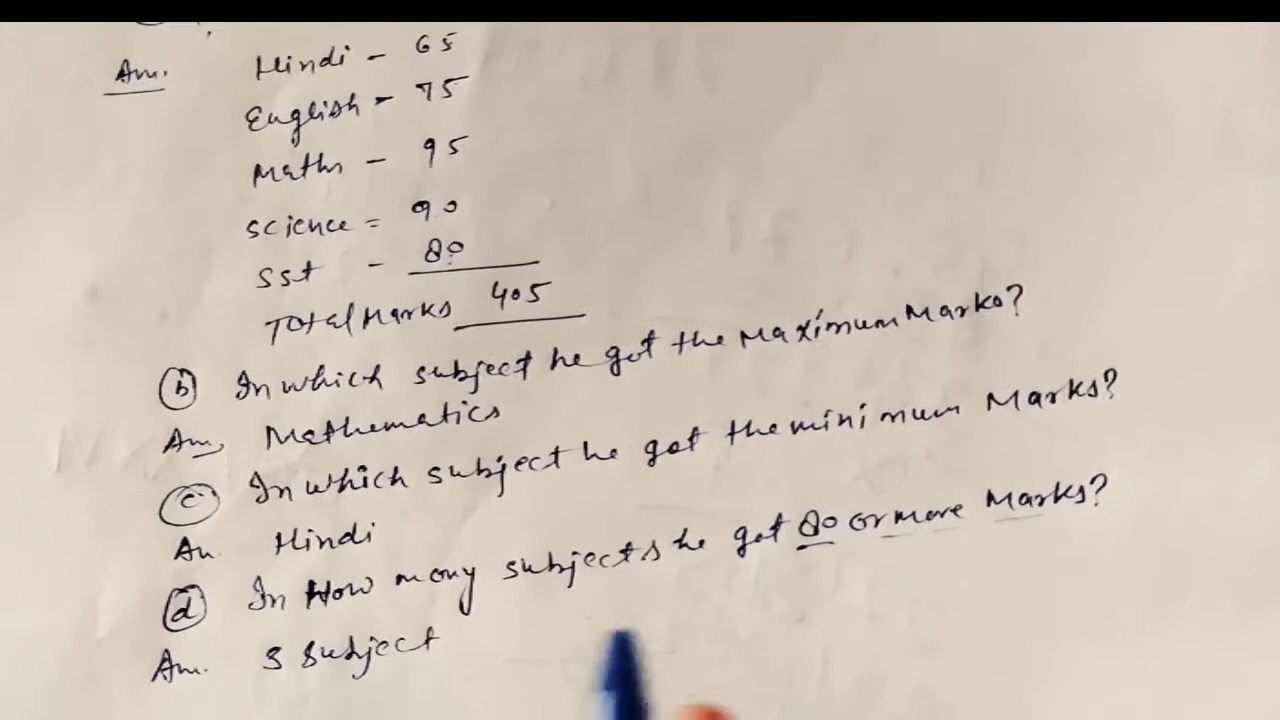 Ans. Hindi - 65
English - 75
Maths - 95
Science = 90
Sst - 80
Total Marks 405
(b) In which subject he got the Maximum Marks?
Ans, Mathematics
(c) In which subject he got the minimum Marks?
An. Hindi
(d) In How many subjects he got 80 or more Marks?
Ans. 3 Subject